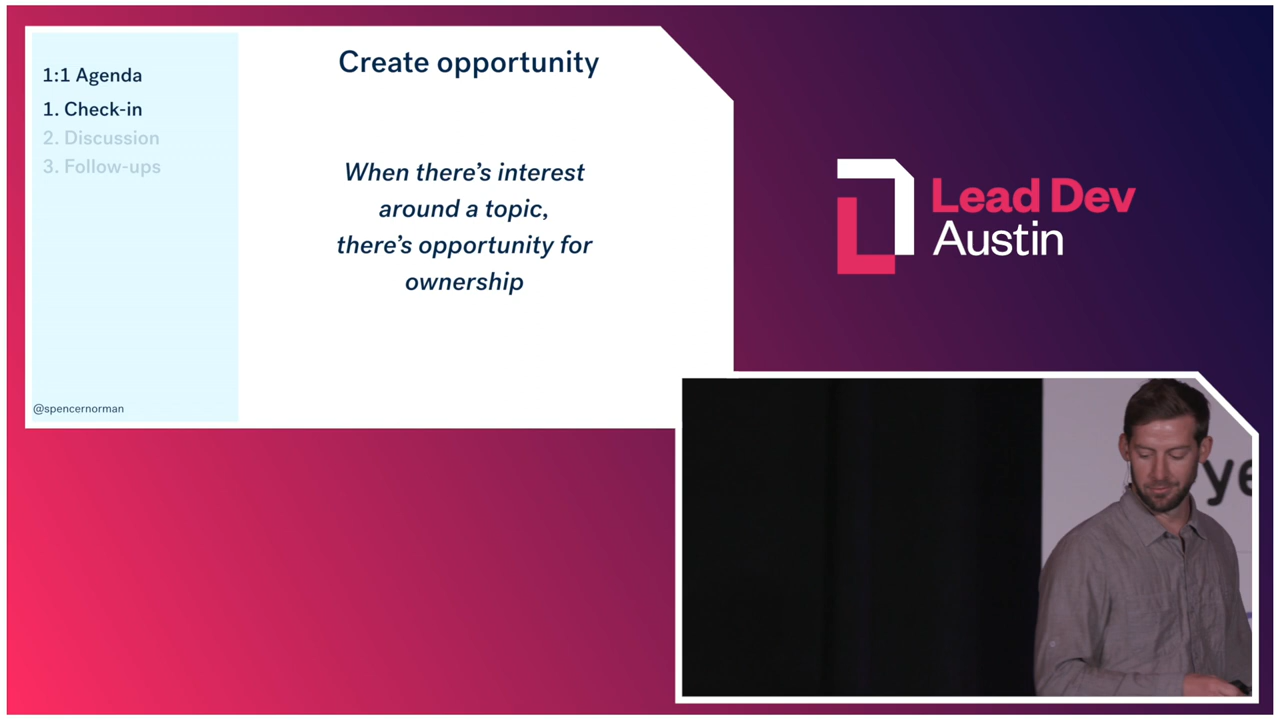 1:1 Agenda
1. Check-in
2. Discussion
3. Follow-ups
@spencernorman
Create opportunity
When there’s interest
around a topic,
there’s opportunity for
ownership
Lead Dev
Austin
ye